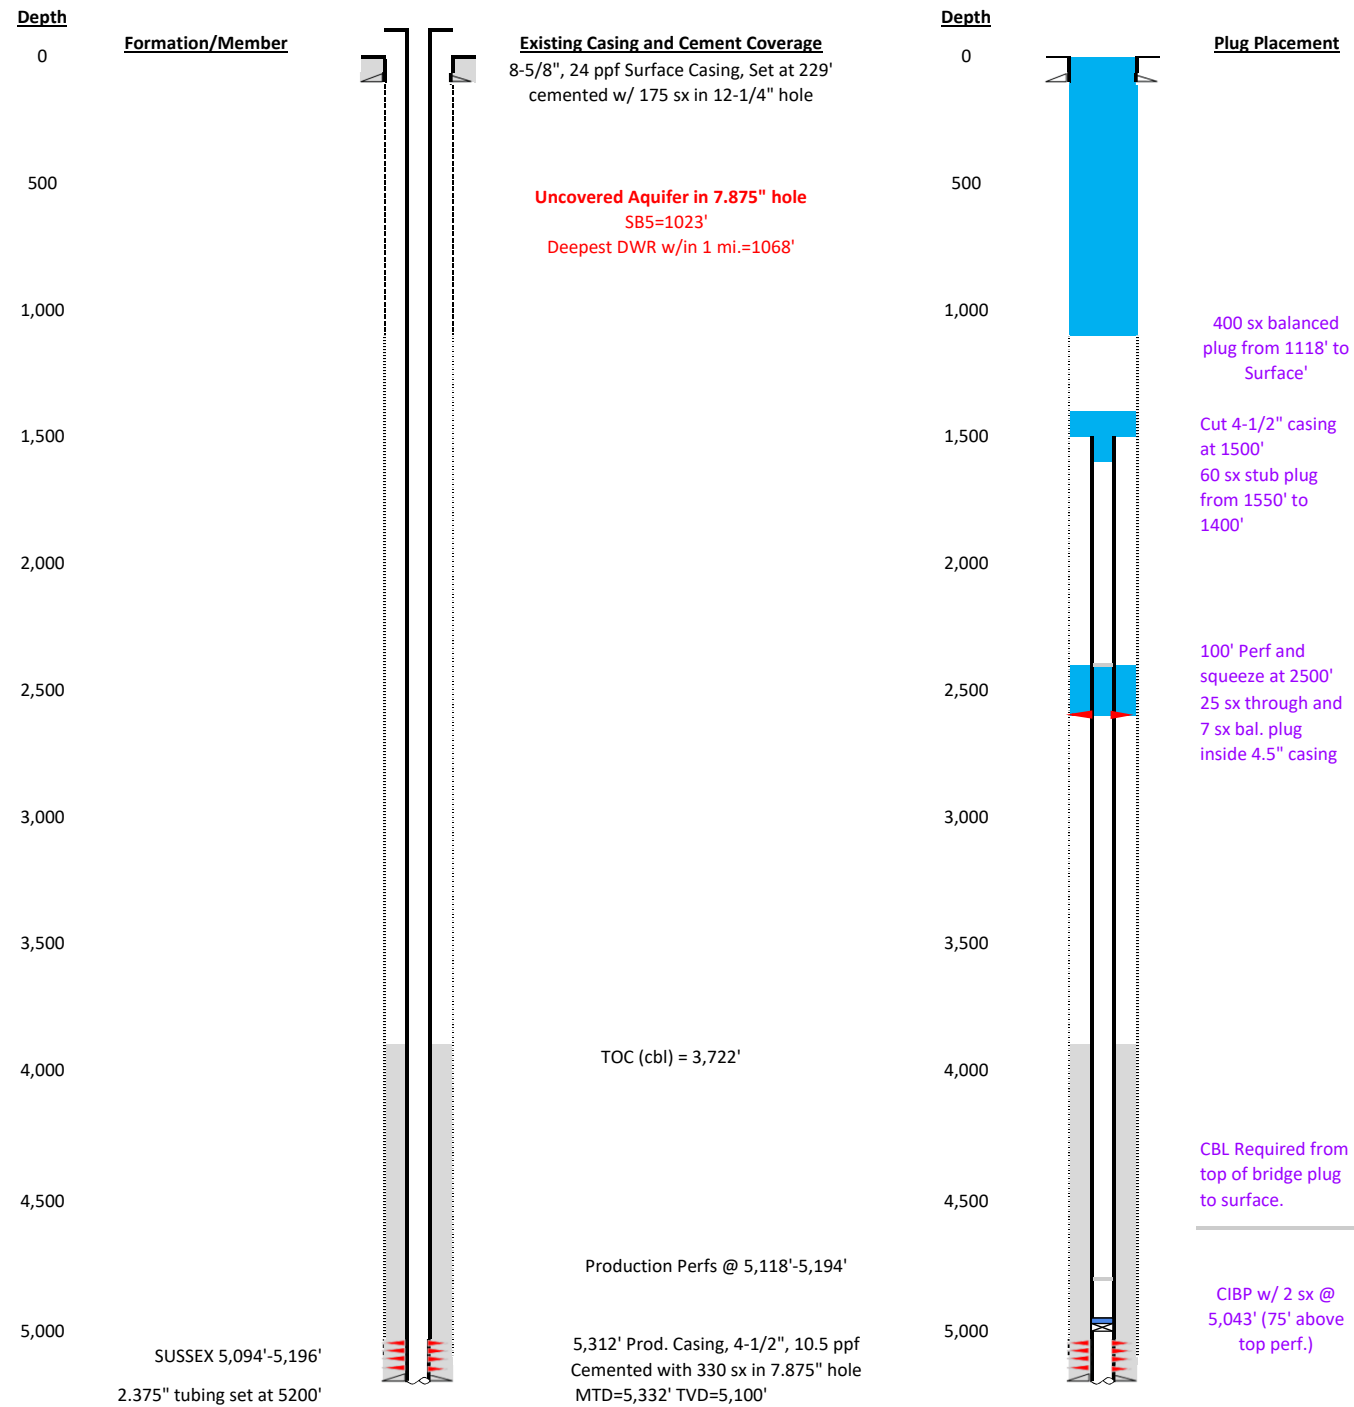 Depth
Formation/Member
Existing Casing and Cement Coverage
0
8-5/8", 24 ppf Surface Casing, Set at 229'
cemented w/ 175 sx in 12-1/4" hole
500
Uncovered Aquifer in 7.875" hole
SB5=1023'
Deepest DWR w/in 1 mi.=1068'
1,000
1,500
2,000
2,500
3,000
3,500
TOC (cbl) = 3,722'
4,000
4,500
Production Perfs @ 5,118'-5,194'
5,000
SUSSEX 5,094'-5,196'
5,312' Prod. Casing, 4-1/2", 10.5 ppf
Cemented with 330 sx in 7.875" hole
2.375" tubing set at 5200'
MTD=5,332' TVD=5,100'
Depth
Plug Placement
0
500
1,000
400 sx balanced
plug from 1118' to
Surface'
1,500
Cut 4-1/2" casing
at 1500'
60 sx stub plug
from 1550' to
1400'
2,000
2,500
100' Perf and
squeeze at 2500'
25 sx through and
7 sx bal. plug
inside 4.5" casing
3,000
3,500
4,000
4,500
CBL Required from
top of bridge plug
to surface.
5,000
CIBP w/ 2 sx @
5,043' (75' above
top perf.)